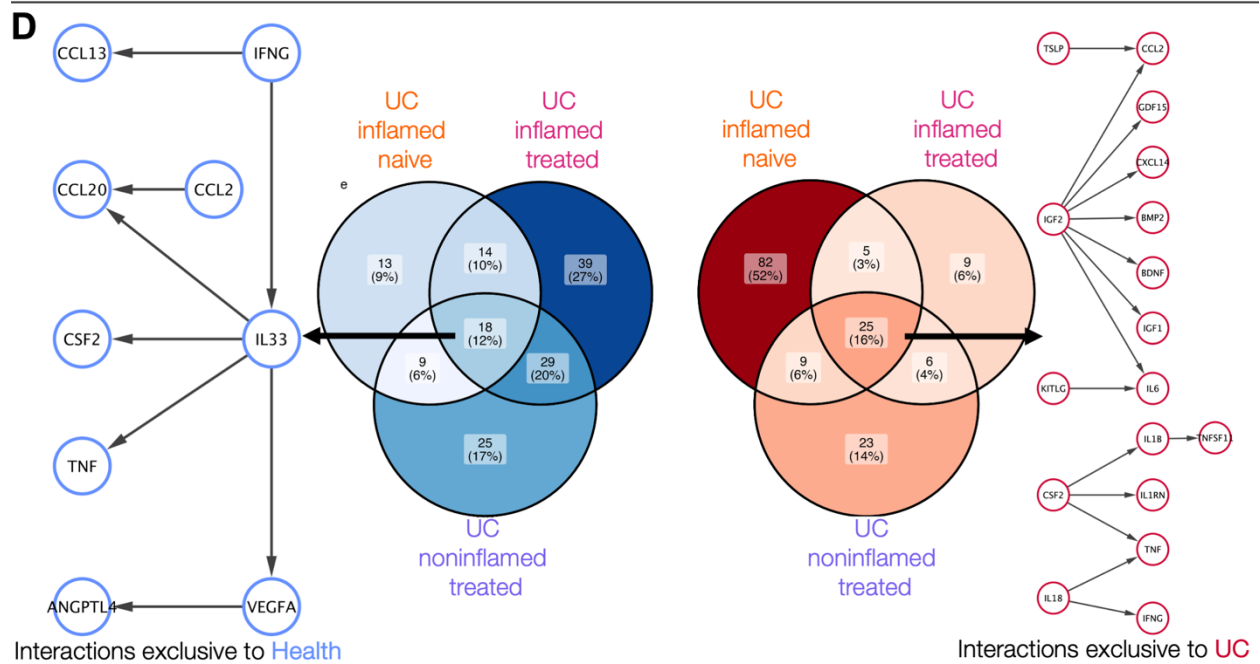 D
CCL13
IFNG
CCL20
CCL2
CSF2
IL33
TNF
ANGPTL4
VEGFA
Interactions exclusive to Health
UC
inflamed
naive
UC
inflamed
treated
e
13
(9%)
14
(10%)
39
(27%)
18
(12%)
9
(6%)
29
(20%)
25
(17%)
UC
noninflamed
treated
UC
inflamed
naive
UC
inflamed
treated
82
(52%)
5
(3%)
9
(6%)
25
(16%)
9
(6%)
6
(4%)
23
(14%)
UC
noninflamed
treated
TSLP
CCL2
GDF15
CXCL14
IGF2
BMP2
BDNF
IGF1
KITLG
IL6
IL1B
TNFSF11
CSF2
IL1RN
TNF
IL18
IFNG
Interactions exclusive to UC